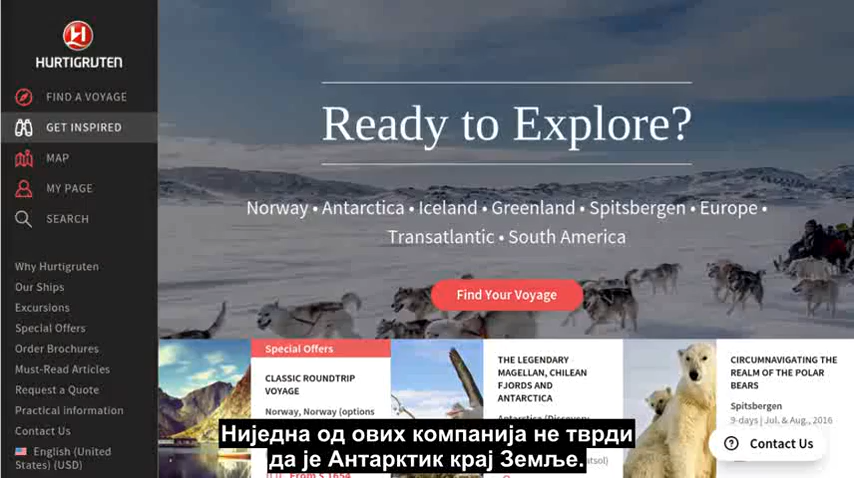 HURTIGRUTEN
FIND A VOYAGE
GET INSPIRED
MAP
MY PAGE
SEARCH
Why Hurtigruten
Our Ships
Excursions
Special Offers
Order Brochures
Must-Read Articles
Request a Quote
Practical information
Contact Us
English (United
States) (USD)
Ready to Explore?
Norway • Antarctica • Iceland • Greenland • Spitsbergen • Europe •
Transatlantic • South America
Find Your Voyage
Special Offers
CLASSIC ROUNDTRIP
VOYAGE
Norway, Norway (options
THE LEGENDARY
MAGELLAN, CHILEAN
FJORDS AND
ANTARCTICA
Antarctica (Discovery
CIRCUMNAVIGATING THE
REALM OF THE POLAR
BEARS
Spitsbergen
9-days | Jul. & Aug., 2016
Contact Us
Ниједна од ових компанија не тврди
да је Антарктик крај Земље.